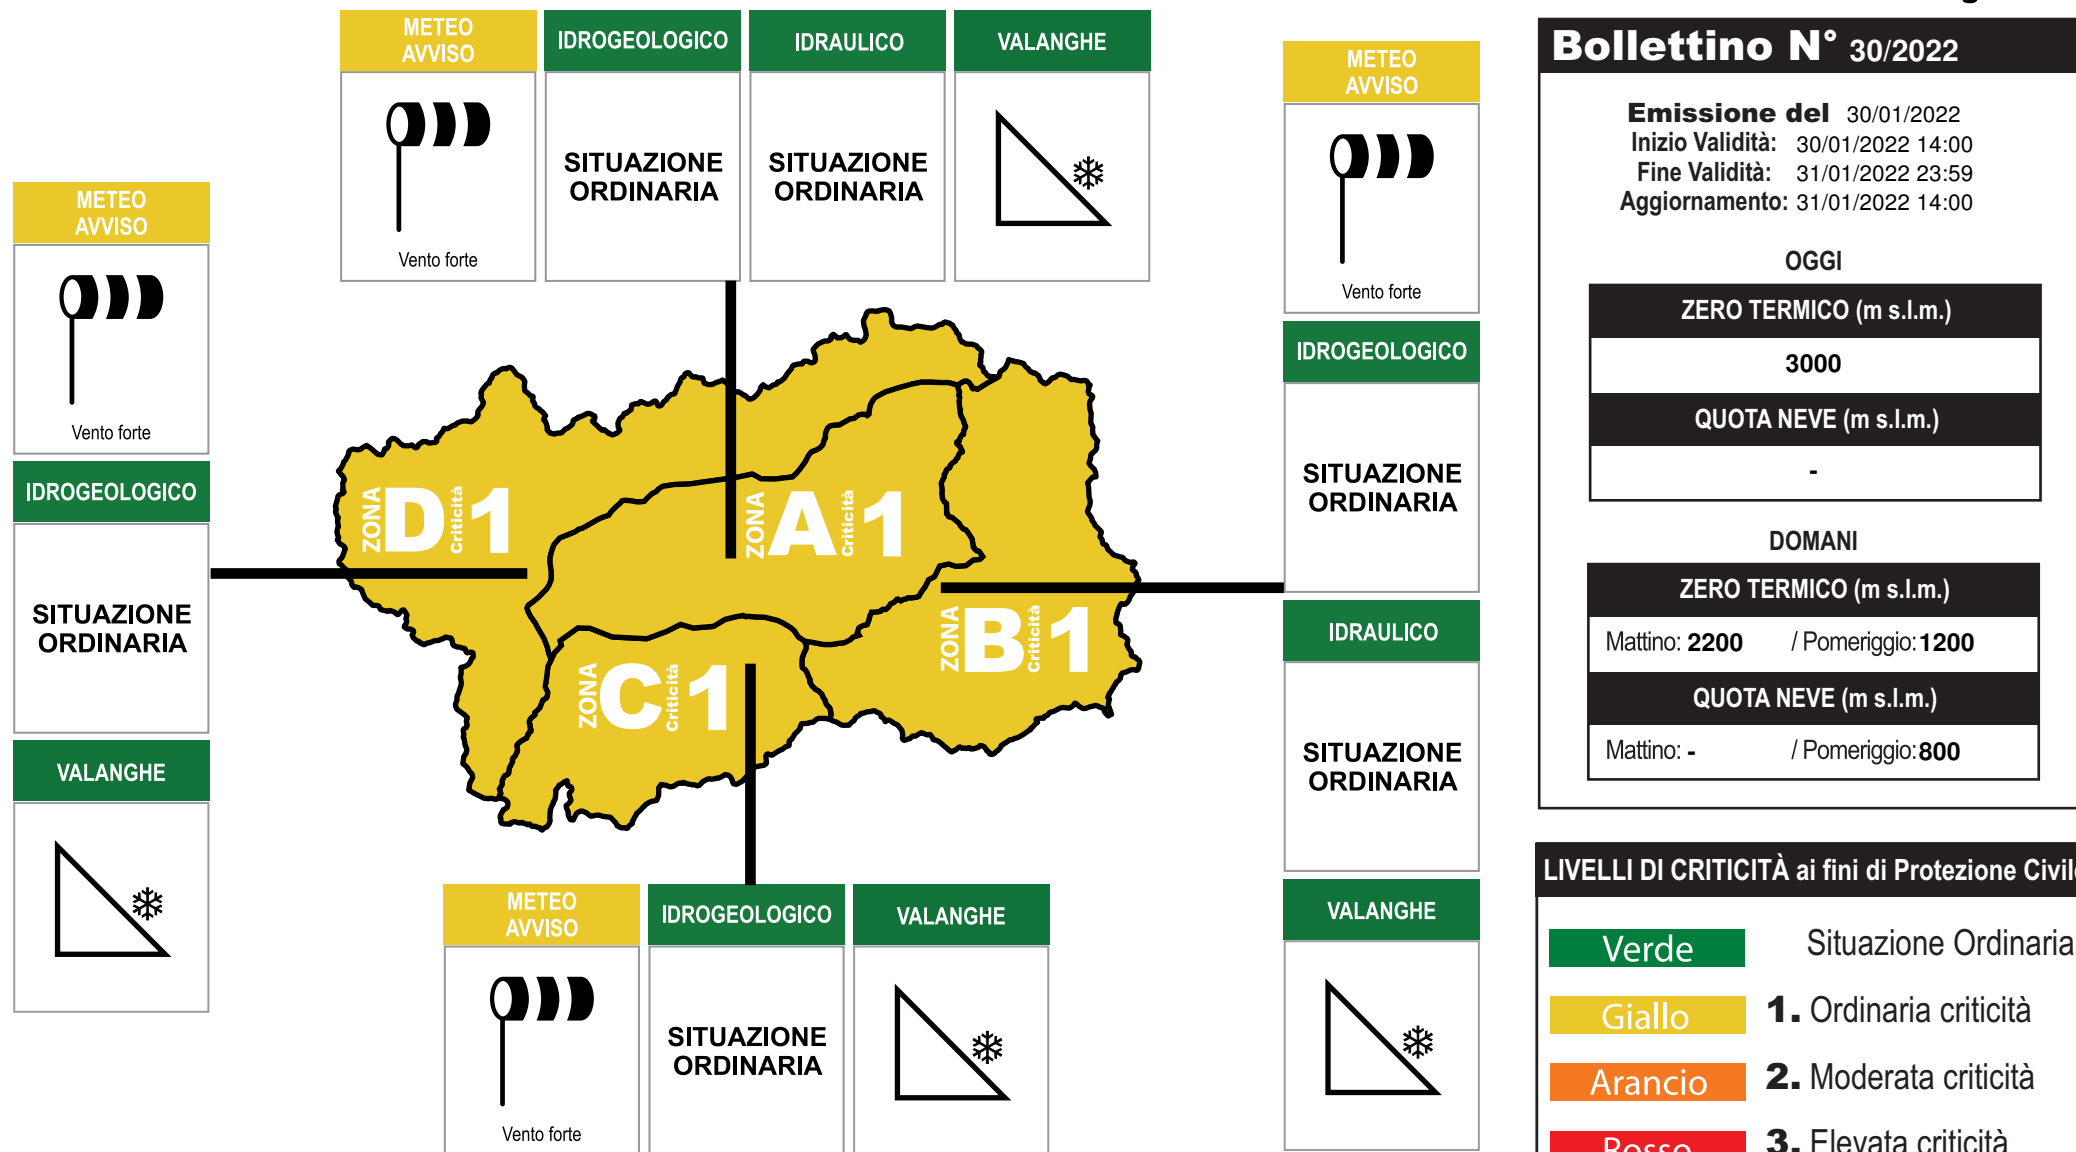 METEO
AVVISO
IDROGEOLOGICO
IDRAULICO
VALANGHE
Vento forte
SITUAZIONE
ORDINARIA
SITUAZIONE
ORDINARIA
METEO
AVVISO
Vento forte
IDROGEOLOGICO
SITUAZIONE
ORDINARIA
VALANGHE
METEO
AVVISO
Vento forte
IDROGEOLOGICO
SITUAZIONE
ORDINARIA
IDRAULICO
SITUAZIONE
ORDINARIA
VALANGHE
ZONA D Criticità 1
ZONA A Criticità 1
ZONA B Criticità 1
ZONA C Criticità 1
METEO
AVVISO
IDROGEOLOGICO
VALANGHE
Vento forte
SITUAZIONE
ORDINARIA
Bollettino N° 30/2022
Emissione del 30/01/2022
Inizio Validità: 30/01/2022 14:00
Fine Validità: 31/01/2022 23:59
Aggiornamento: 31/01/2022 14:00
OGGI
ZERO TERMICO (m s.l.m.)
3000
QUOTA NEVE (m s.l.m.)
-
DOMANI
ZERO TERMICO (m s.l.m.)
Mattino: 2200 / Pomeriggio: 1200
QUOTA NEVE (m s.l.m.)
Mattino: - / Pomeriggio: 800
LIVELLI DI CRITICITÀ ai fini di Protezione Civile
Verde Situazione Ordinaria
Giallo 1. Ordinaria criticità
Arancio 2. Moderata criticità
Rosso 3. Elevata criticità